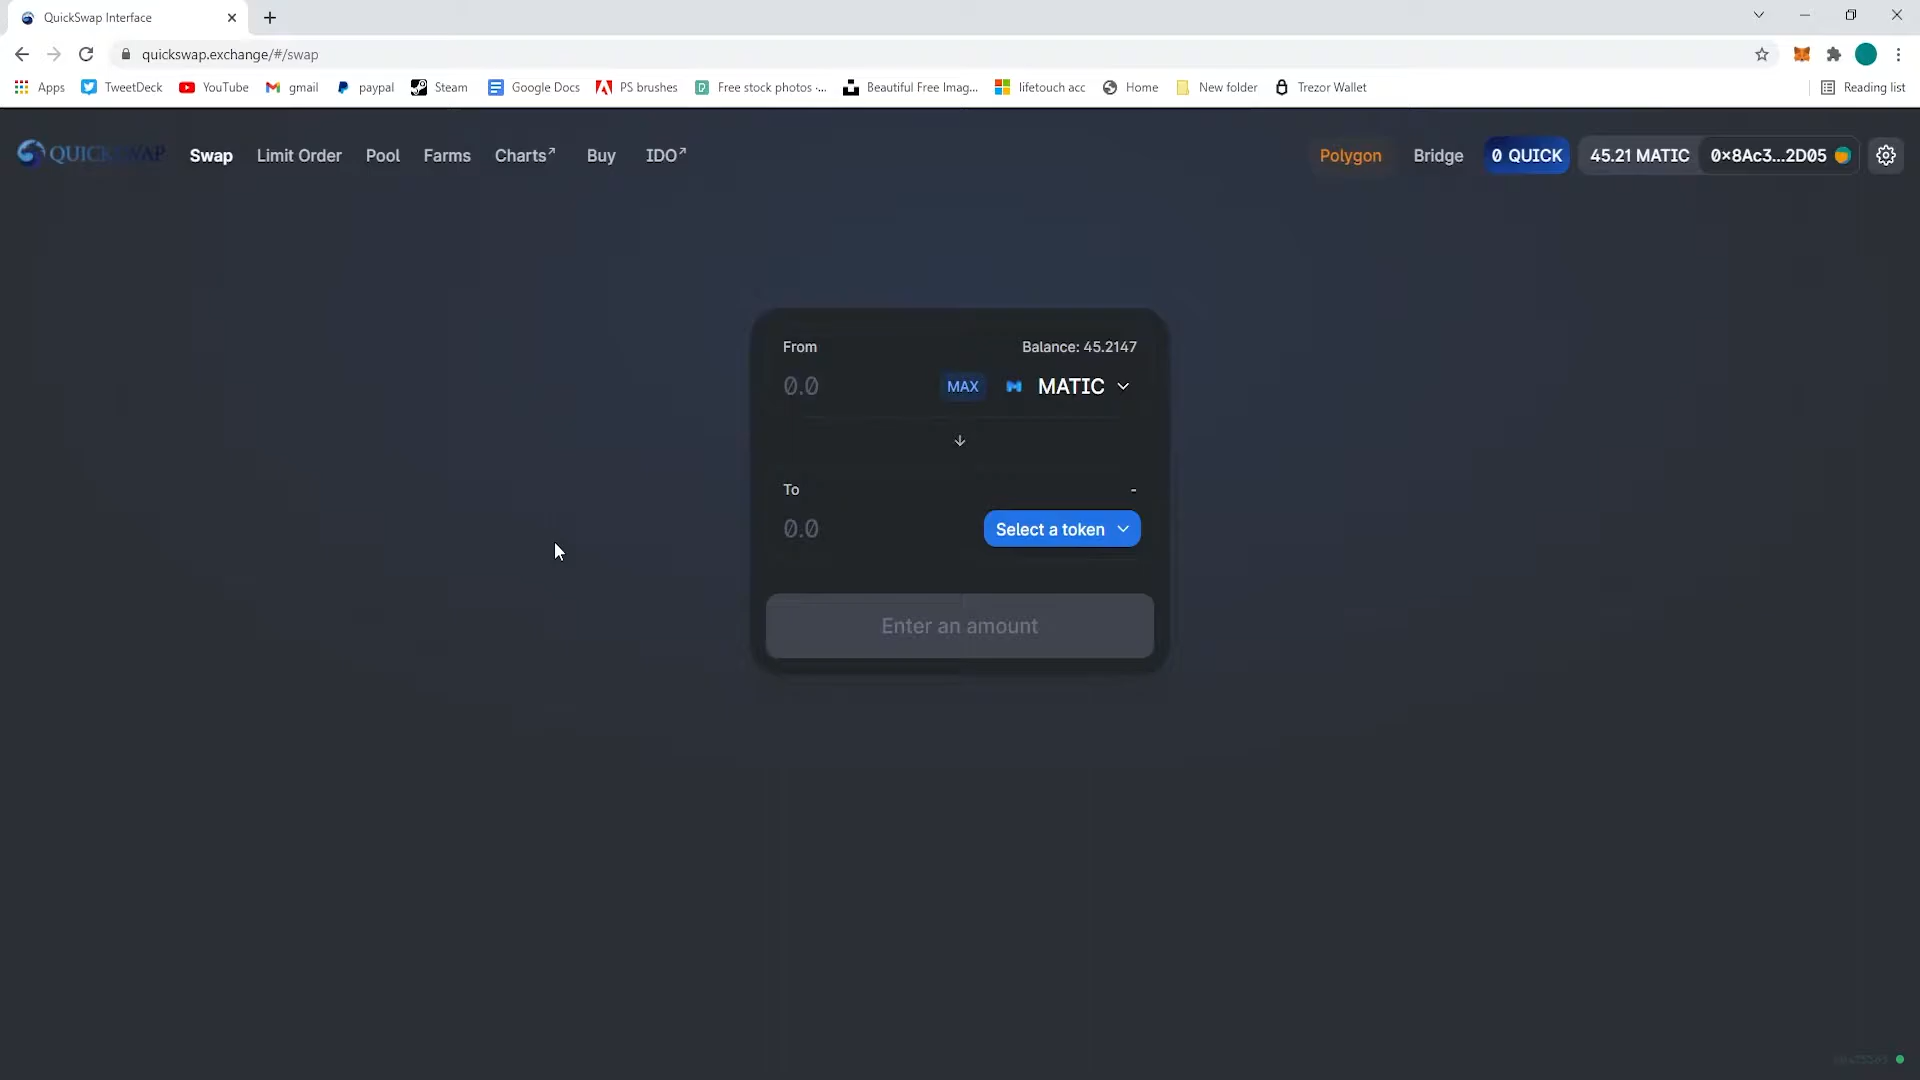 QuickSwap Interface
quickswap.exchange/#/swap
Apps TweetDeck YouTube gmail paypal Steam Google Docs PS brushes Free stock photos ·... Beautiful Free Imag... lifetouch acc Home New folder Trezor Wallet Reading list
QUICKSWAP Swap Limit Order Pool Farms Charts↗ Buy IDO↗ Polygon Bridge 0 QUICK 45.21 MATIC 0x8Ac3...2D05
From Balance: 45.2147
0.0 MAX MATIC
To -
0.0 Select a token
Enter an amount